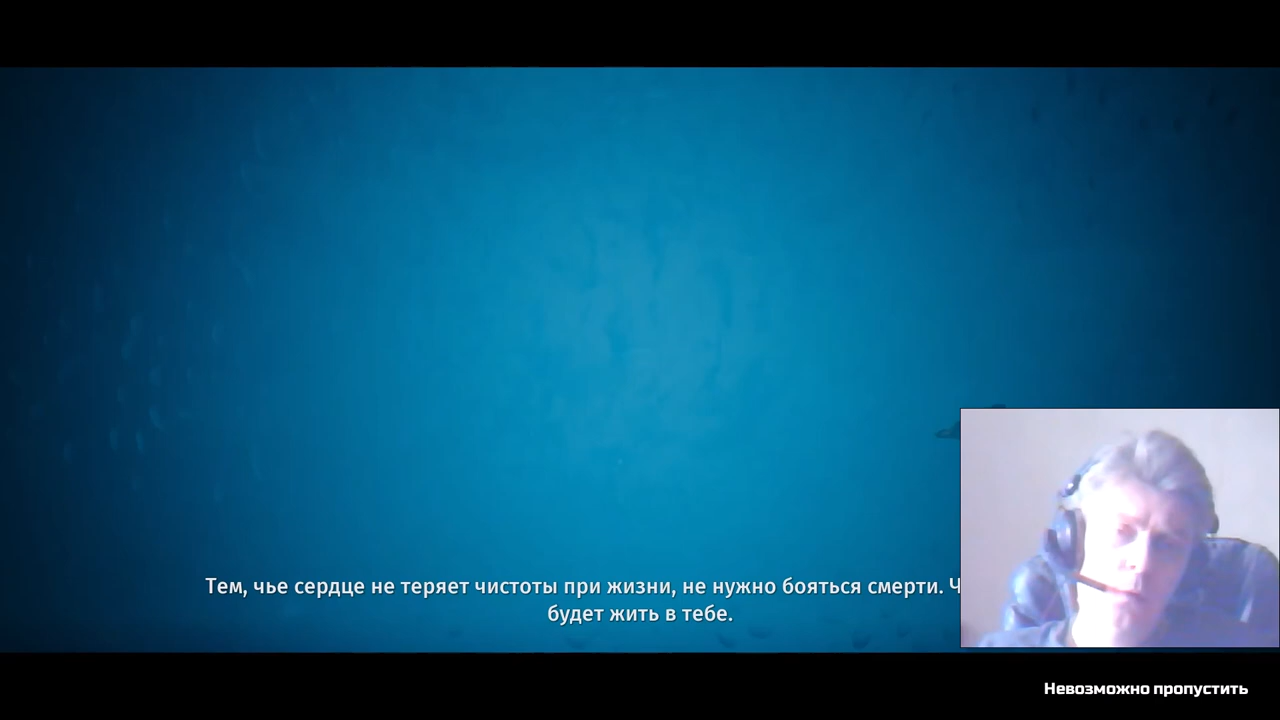 Тем, чье сердце не теряет чистоты при жизни, не нужно бояться смерти. Ч
будет жить в тебе.
Невозможно пропустить